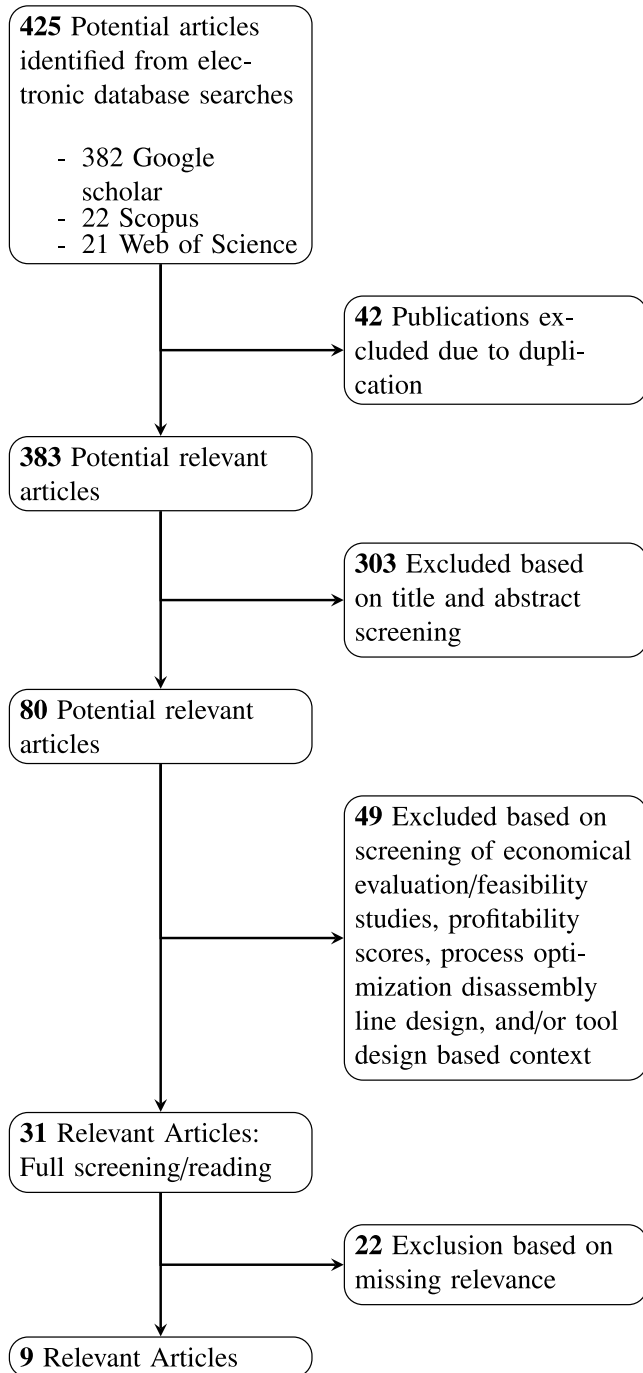 425 Potential articles
identified from elec-
tronic database searches
- 382 Google
scholar
- 22 Scopus
- 21 Web of Science
42 Publications ex-
cluded due to dupli-
cation
383 Potential relevant
articles
303 Excluded based
on title and abstract
screening
80 Potential relevant
articles
49 Excluded based on
screening of economical
evaluation/feasibility
studies, profitability
scores, process opti-
mization disassembly
line design, and/or tool
design based context
31 Relevant Articles:
Full screening/reading
22 Exclusion based on
missing relevance
9 Relevant Articles